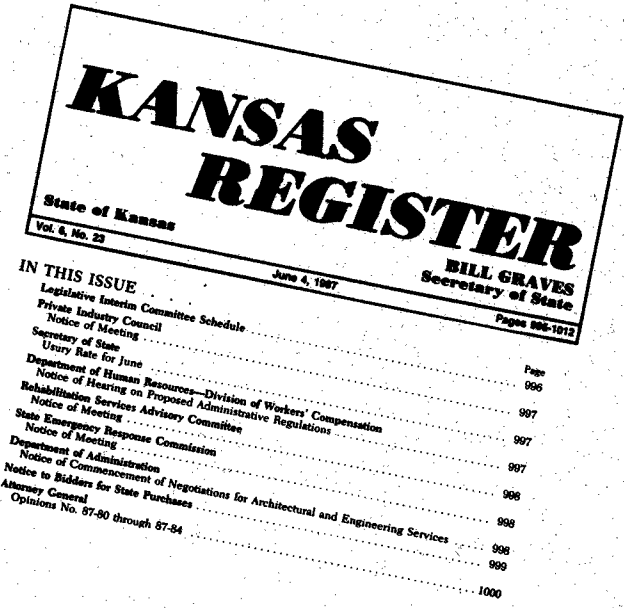 KANSAS
REGISTER
State of Kansas
BILL GRAVES
Secretary of State
Vol. 6, No. 23
June 4, 1987
Pages 995-1012
IN THIS ISSUE
Page
Legislative Interim Committee Schedule 996
Private Industry Council
Notice of Meeting 997
Secretary of State
Usury Rate for June 997
Department of Human Resources—Division of Workers' Compensation
Notice of Hearing on Proposed Administrative Regulations 997
Rehabilitation Services Advisory Committee
Notice of Meeting 998
State Emergency Response Commission
Notice of Meeting 998
Department of Administration
Notice of Commencement of Negotiations for Architectural and Engineering Services 998
Notice to Bidders for State Purchases 999
Attorney General
Opinions No. 87-80 through 87-84 1000